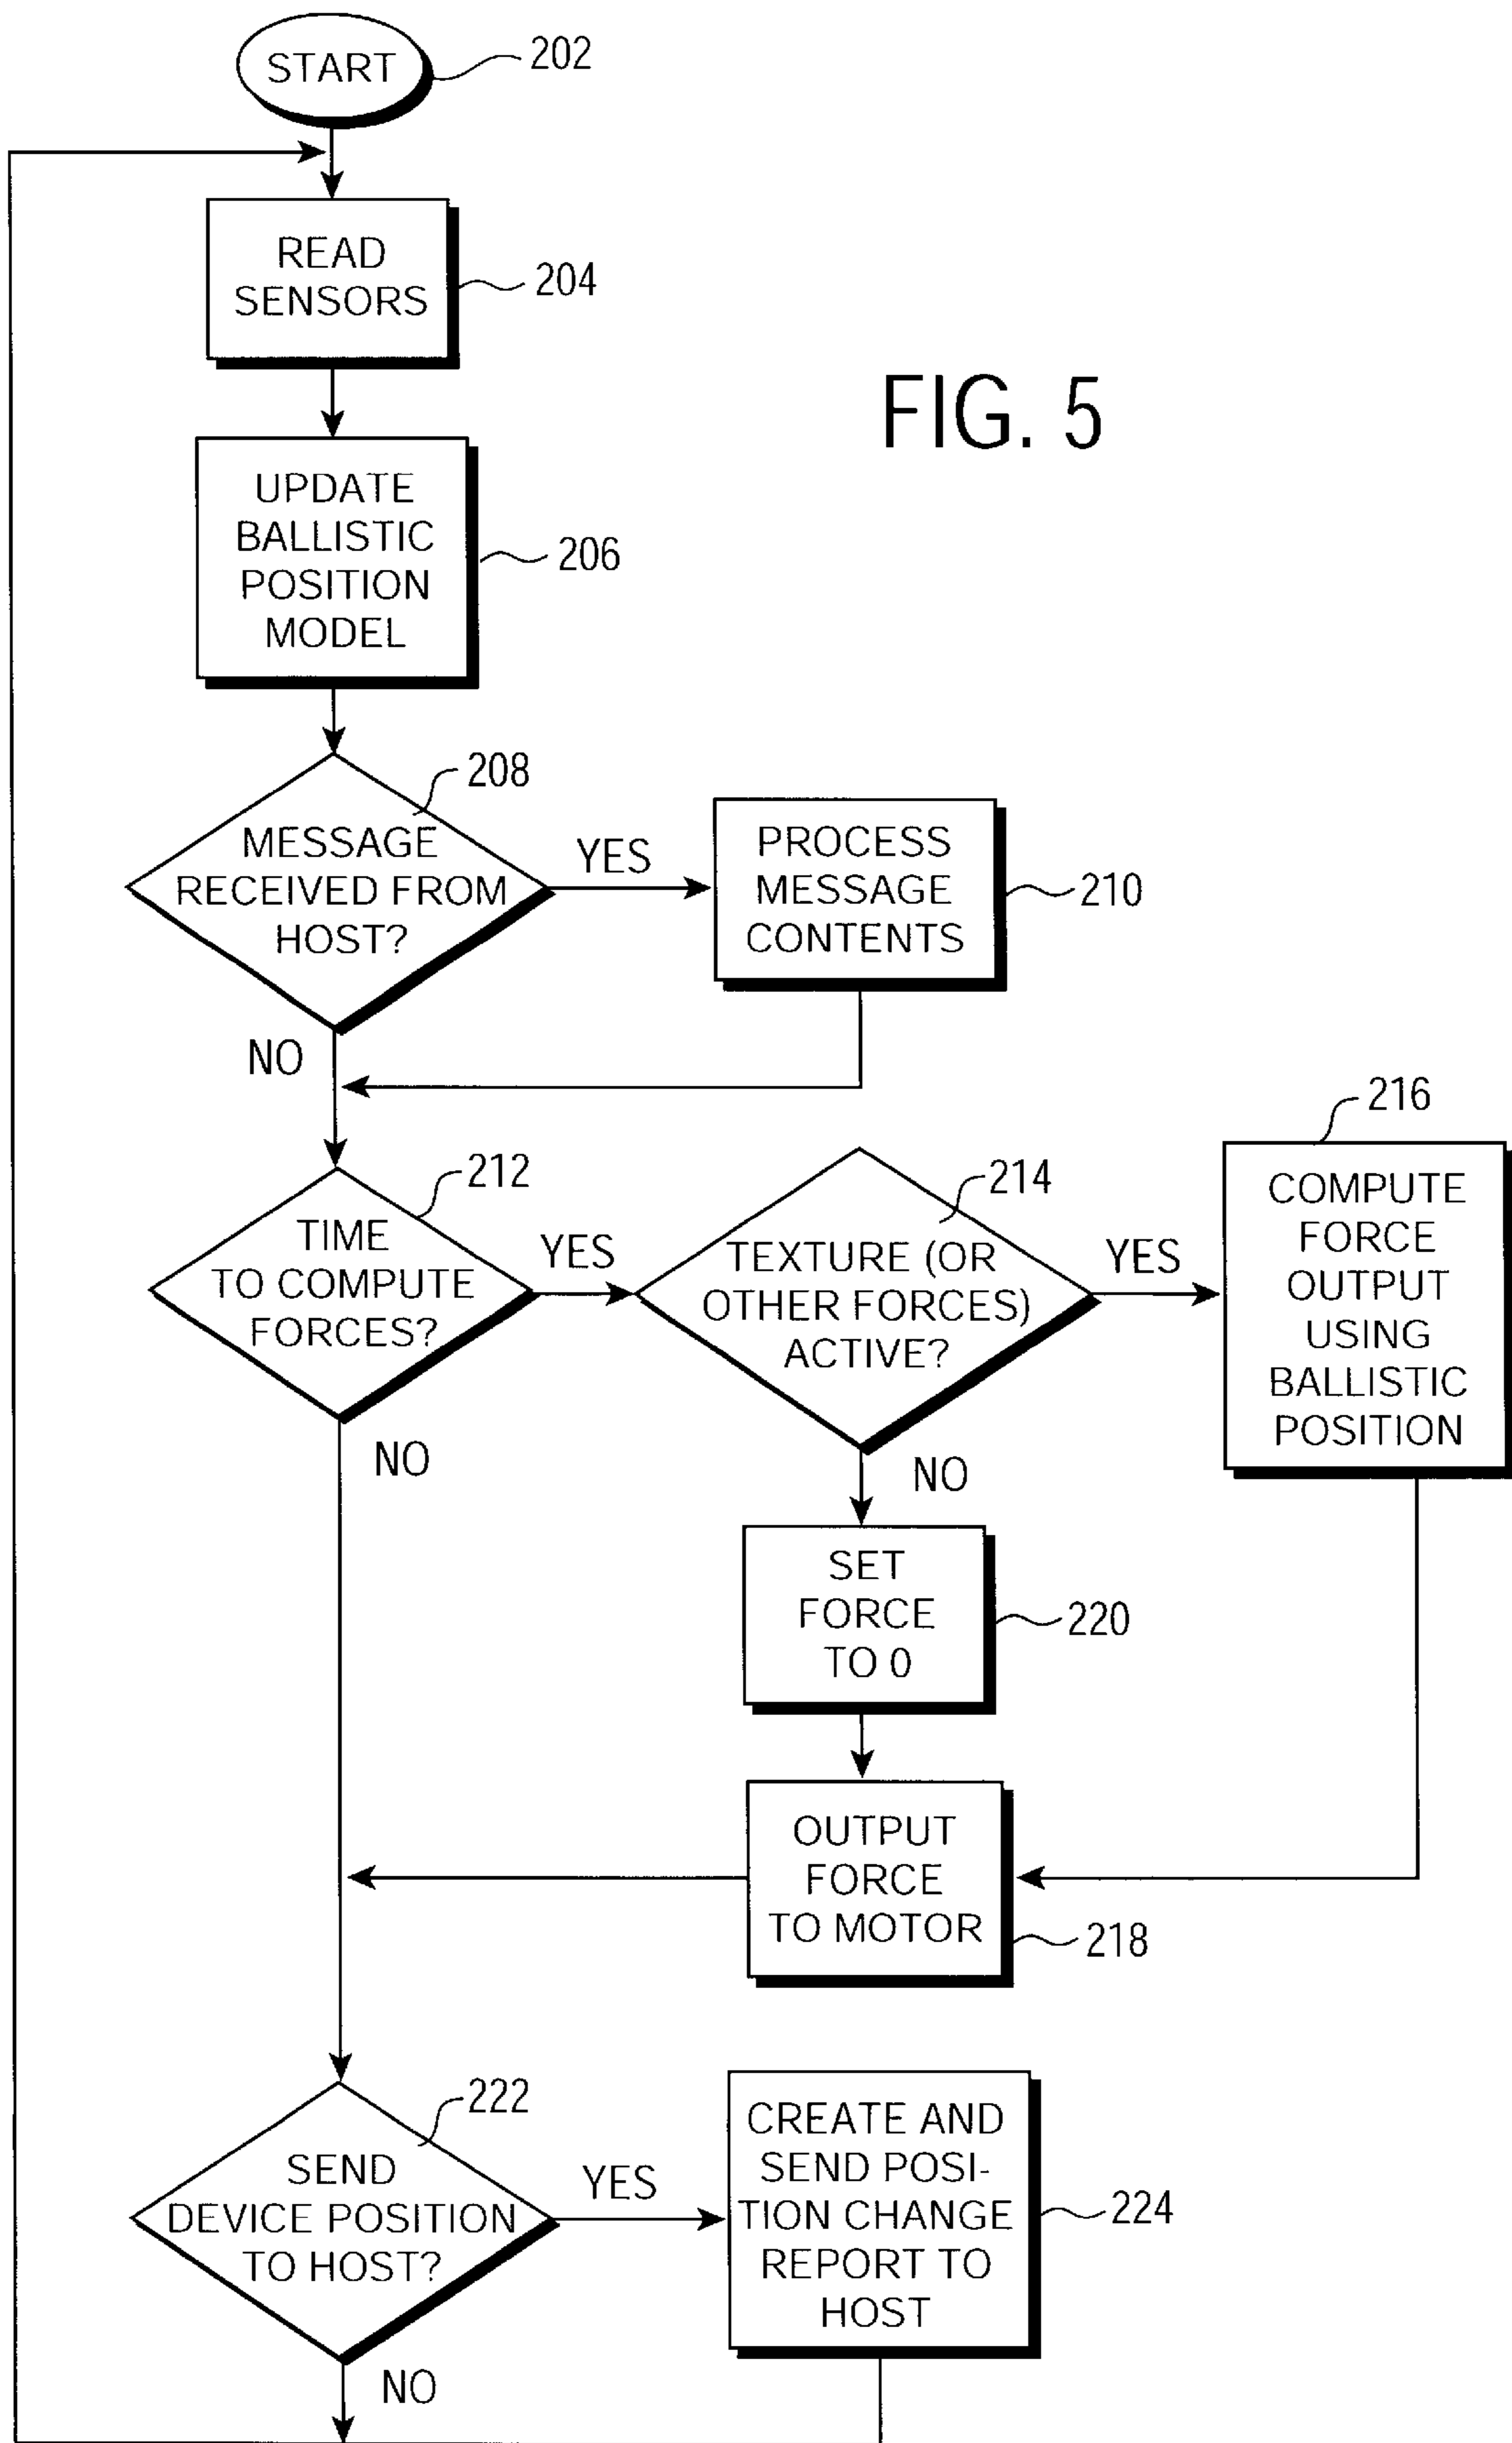 START
202
READ
SENSORS
204
FIG. 5
UPDATE
BALLISTIC
POSITION
MODEL
206
208
MESSAGE
RECEIVED FROM
HOST?
YES
PROCESS
MESSAGE
CONTENTS
210
NO
212
TIME
TO COMPUTE
FORCES?
YES
214
TEXTURE (OR
OTHER FORCES)
ACTIVE?
YES
216
COMPUTE
FORCE
OUTPUT
USING
BALLISTIC
POSITION
NO
NO
SET
FORCE
TO 0
220
OUTPUT
FORCE
TO MOTOR
218
222
SEND
DEVICE POSITION
TO HOST?
YES
CREATE AND
SEND POSI-
TION CHANGE
REPORT TO
HOST
224
NO